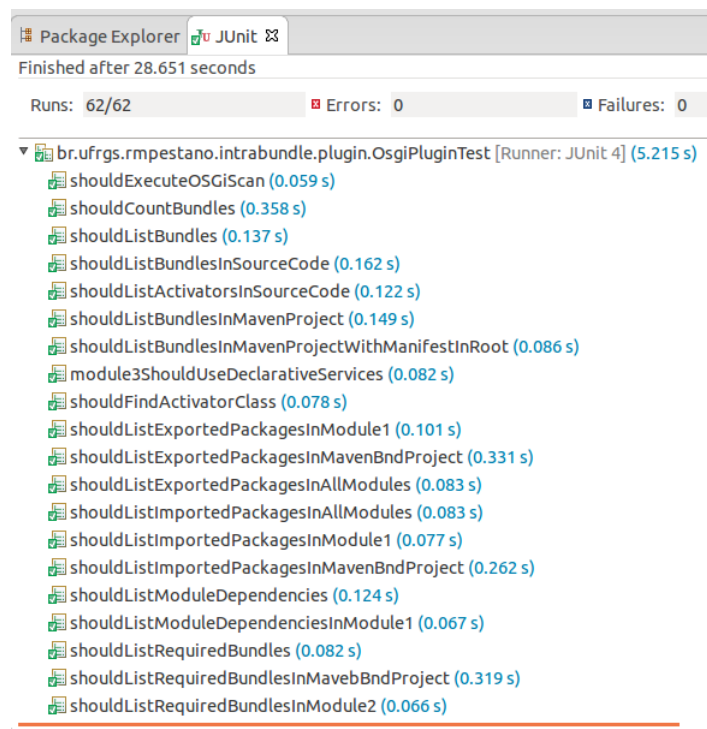 Package Explorer JUnit
Finished after 28.651 seconds
Runs: 62/62 Errors: 0 Failures: 0
br.ufrgs.rmpestano.intrabundle.plugin.OsgiPluginTest [Runner: JUnit 4] (5.215 s)
shouldExecuteOSGiScan (0.059 s)
shouldCountBundles (0.358 s)
shouldListBundles (0.137 s)
shouldListBundlesInSourceCode (0.162 s)
shouldListActivatorsInSourceCode (0.122 s)
shouldListBundlesInMavenProject (0.149 s)
shouldListBundlesInMavenProjectWithManifestInRoot (0.086 s)
module3ShouldUseDeclarativeServices (0.082 s)
shouldFindActivatorClass (0.078 s)
shouldListExportedPackagesInModule1 (0.101 s)
shouldListExportedPackagesInMavenBndProject (0.331 s)
shouldListExportedPackagesInAllModules (0.083 s)
shouldListImportedPackagesInAllModules (0.083 s)
shouldListImportedPackagesInModule1 (0.077 s)
shouldListImportedPackagesInMavenBndProject (0.262 s)
shouldListModuleDependencies (0.124 s)
shouldListModuleDependenciesInModule1 (0.067 s)
shouldListRequiredBundles (0.082 s)
shouldListRequiredBundlesInMavebBndProject (0.319 s)
shouldListRequiredBundlesInModule2 (0.066 s)